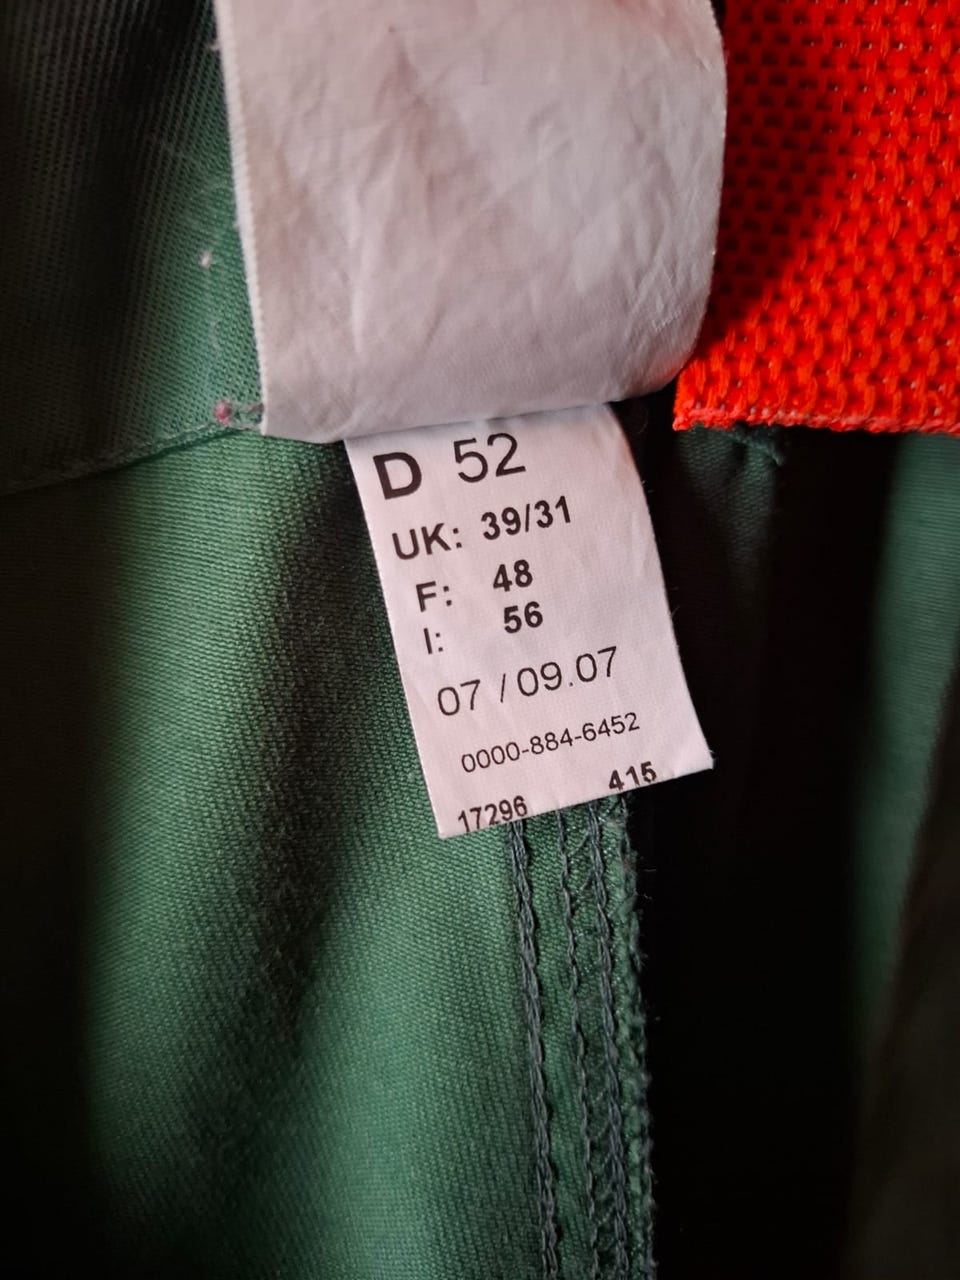 D 52
UK: 39/31
F: 48
I: 56
07 / 09.07
0000-884-6452
17296 415